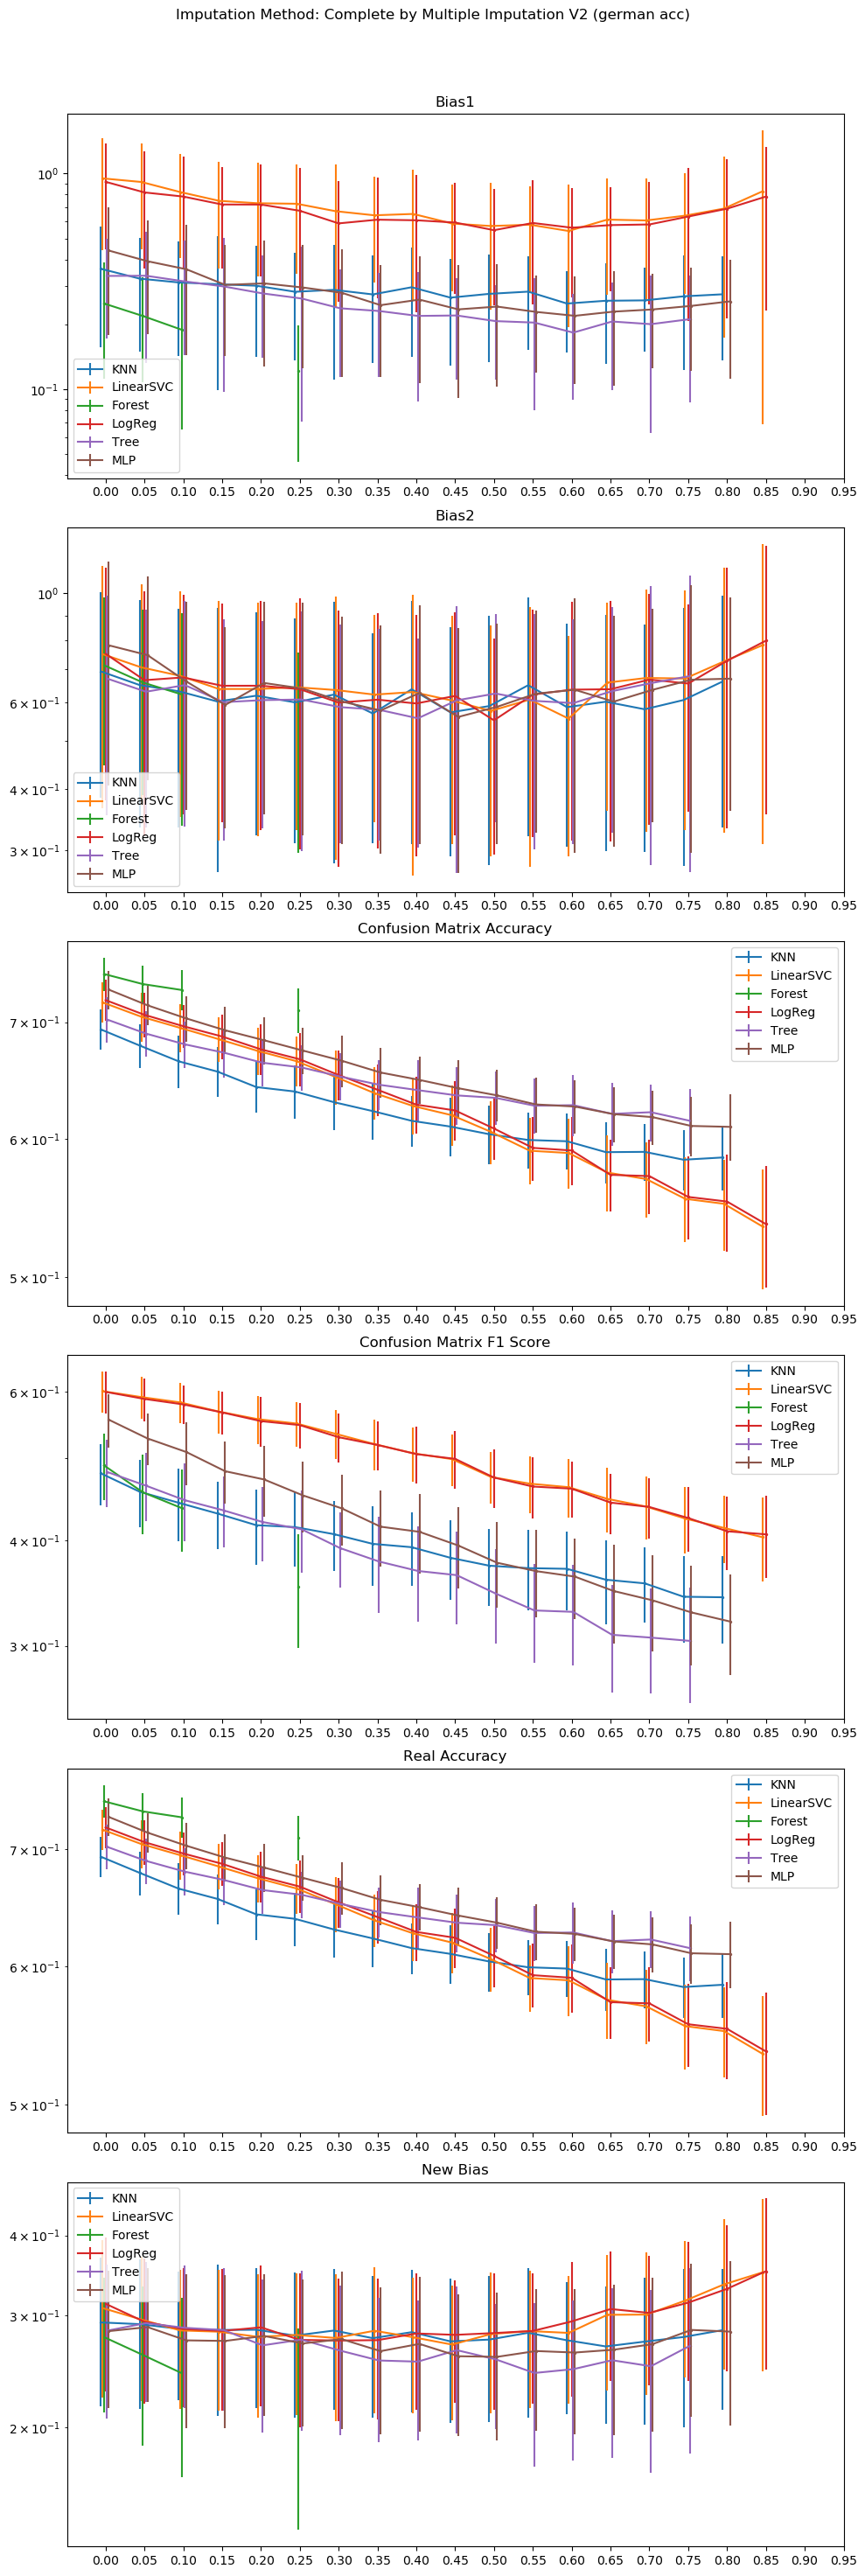 Imputation Method: Complete by Multiple Imputation V2 (german acc)
Bias1
10⁰
10⁻¹
KNN
LinearSVC
Forest
LogReg
Tree
MLP
0.00 0.05 0.10 0.15 0.20 0.25 0.30 0.35 0.40 0.45 0.50 0.55 0.60 0.65 0.70 0.75 0.80 0.85 0.90 0.95
Bias2
10⁰
6 × 10⁻¹
4 × 10⁻¹
3 × 10⁻¹
KNN
LinearSVC
Forest
LogReg
Tree
MLP
0.00 0.05 0.10 0.15 0.20 0.25 0.30 0.35 0.40 0.45 0.50 0.55 0.60 0.65 0.70 0.75 0.80 0.85 0.90 0.95
Confusion Matrix Accuracy
7 × 10⁻¹
6 × 10⁻¹
5 × 10⁻¹
KNN
LinearSVC
Forest
LogReg
Tree
MLP
0.00 0.05 0.10 0.15 0.20 0.25 0.30 0.35 0.40 0.45 0.50 0.55 0.60 0.65 0.70 0.75 0.80 0.85 0.90 0.95
Confusion Matrix F1 Score
6 × 10⁻¹
4 × 10⁻¹
3 × 10⁻¹
KNN
LinearSVC
Forest
LogReg
Tree
MLP
0.00 0.05 0.10 0.15 0.20 0.25 0.30 0.35 0.40 0.45 0.50 0.55 0.60 0.65 0.70 0.75 0.80 0.85 0.90 0.95
Real Accuracy
7 × 10⁻¹
6 × 10⁻¹
5 × 10⁻¹
KNN
LinearSVC
Forest
LogReg
Tree
MLP
0.00 0.05 0.10 0.15 0.20 0.25 0.30 0.35 0.40 0.45 0.50 0.55 0.60 0.65 0.70 0.75 0.80 0.85 0.90 0.95
New Bias
4 × 10⁻¹
3 × 10⁻¹
2 × 10⁻¹
KNN
LinearSVC
Forest
LogReg
Tree
MLP
0.00 0.05 0.10 0.15 0.20 0.25 0.30 0.35 0.40 0.45 0.50 0.55 0.60 0.65 0.70 0.75 0.80 0.85 0.90 0.95